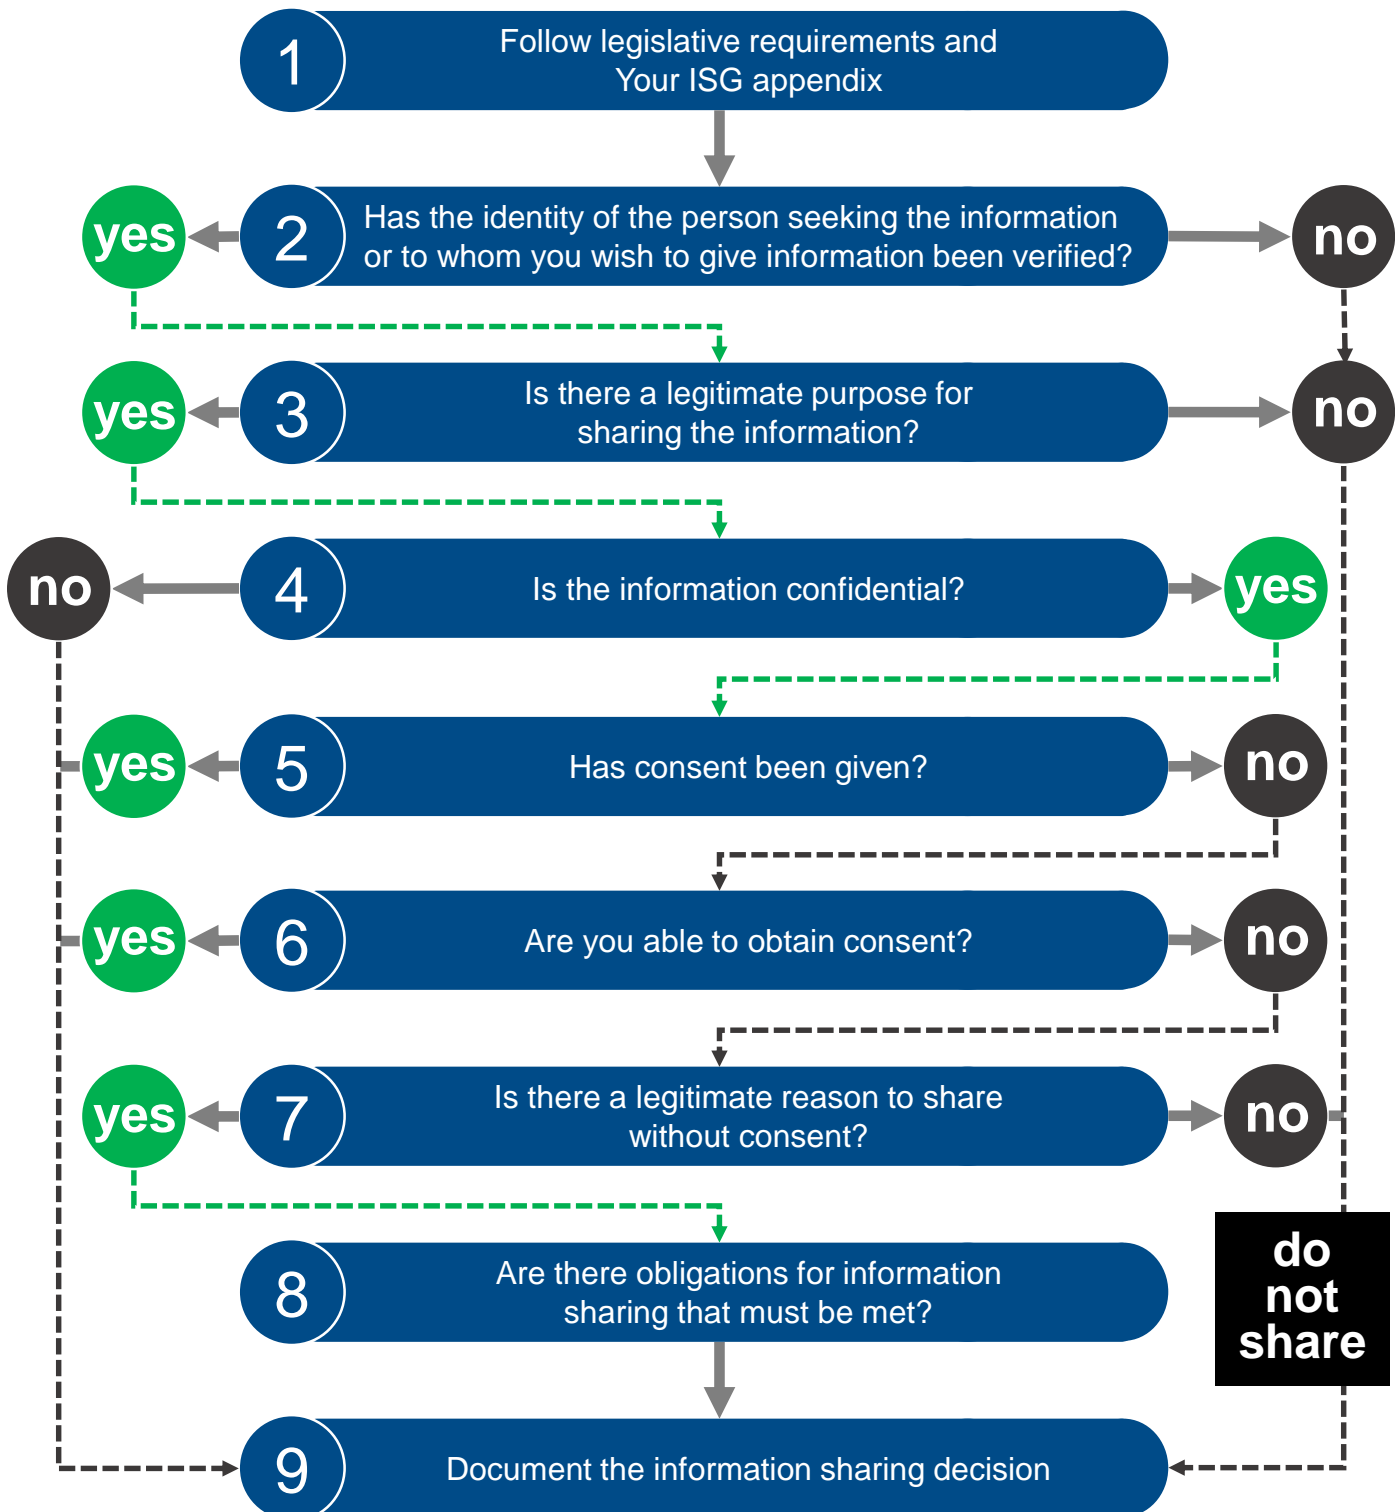 1
Follow legislative requirements and
Your ISG appendix
yes
2
Has the identity of the person seeking the information
or to whom you wish to give information been verified?
no
yes
3
Is there a legitimate purpose for
sharing the information?
no
no
4
Is the information confidential?
yes
yes
5
Has consent been given?
no
yes
6
Are you able to obtain consent?
no
yes
7
Is there a legitimate reason to share
without consent?
no
8
Are there obligations for information
sharing that must be met?
do
not
share
9
Document the information sharing decision